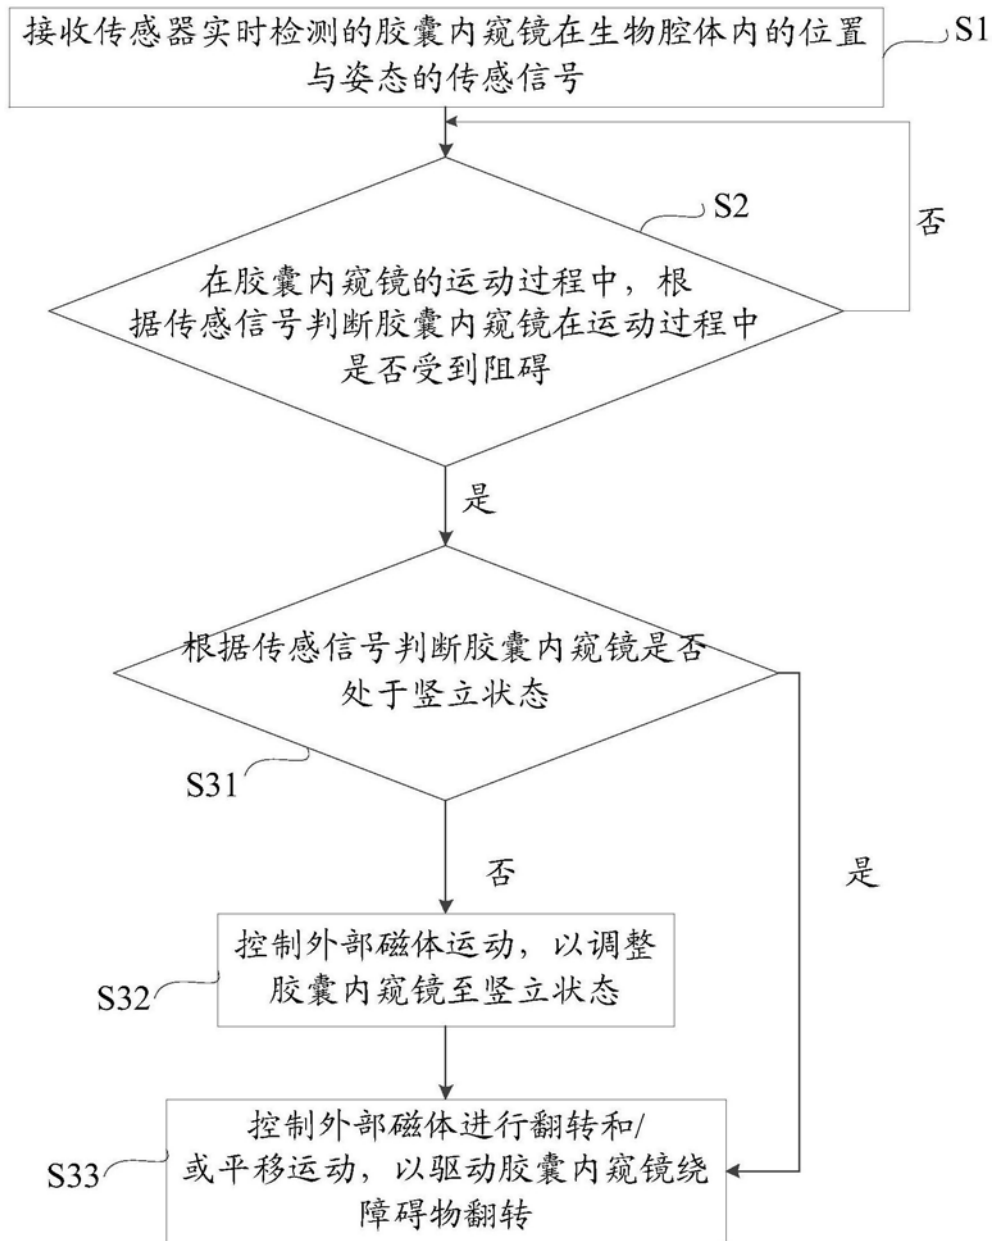 接收传感器实时检测的胶囊内窥镜在生物腔体内的位置
与姿态的传感信号
S1
S2
否
在胶囊内窥镜的运动过程中，根
据传感信号判断胶囊内窥镜在运动过程中
是否受到阻碍
是
根据传感信号判断胶囊内窥镜是否
处于竖立状态
S31
否
是
控制外部磁体运动，以调整
胶囊内窥镜至竖立状态
S32
控制外部磁体进行翻转和/
或平移运动，以驱动胶囊内窥镜绕
障碍物翻转
S33